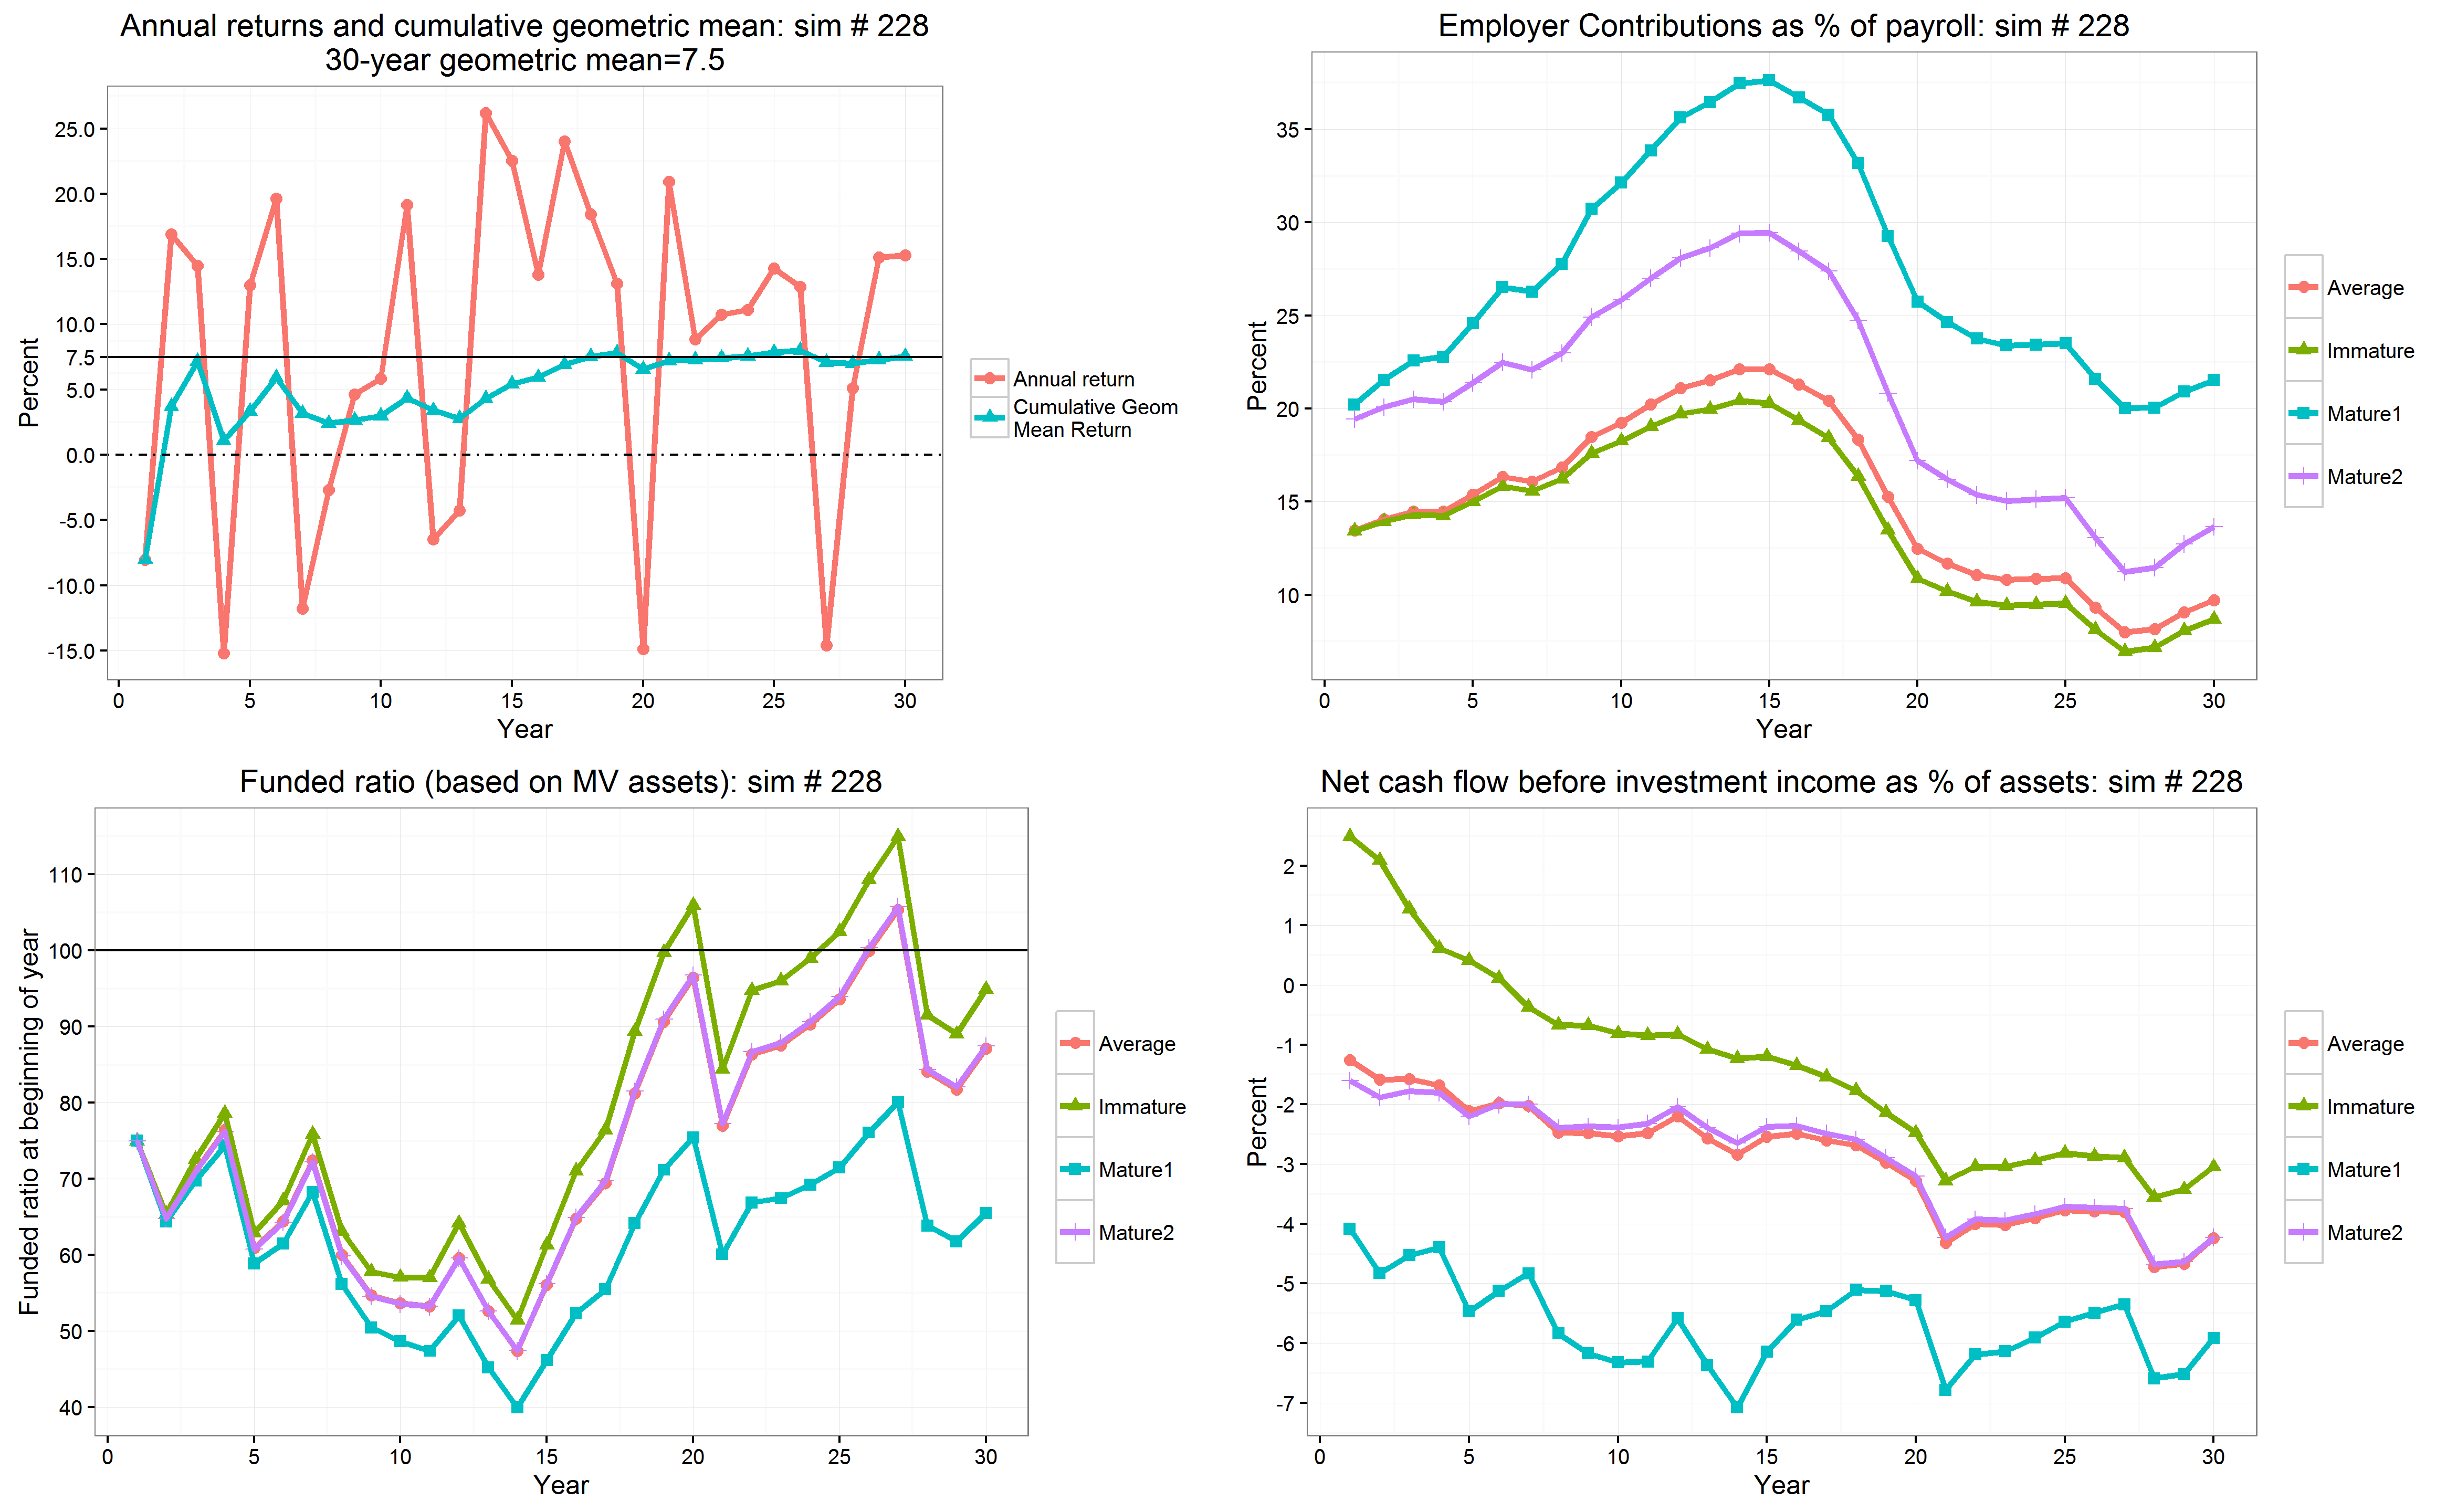 Annual returns and cumulative geometric mean: sim # 228
30-year geometric mean=7.5
Percent
25.0
20.0
15.0
10.0
7.5
5.0
0.0
-5.0
-10.0
-15.0
0 5 10 15 20 25 30
Year
Annual return
Cumulative Geom
Mean Return
Employer Contributions as % of payroll: sim # 228
Percent
35
30
25
20
15
10
0 5 10 15 20 25 30
Year
Average
Immature
Mature1
Mature2
Funded ratio (based on MV assets): sim # 228
Funded ratio at beginning of year
110
100
90
80
70
60
50
40
0 5 10 15 20 25 30
Year
Average
Immature
Mature1
Mature2
Net cash flow before investment income as % of assets: sim # 228
Percent
2
1
0
-1
-2
-3
-4
-5
-6
-7
0 5 10 15 20 25 30
Year
Average
Immature
Mature1
Mature2